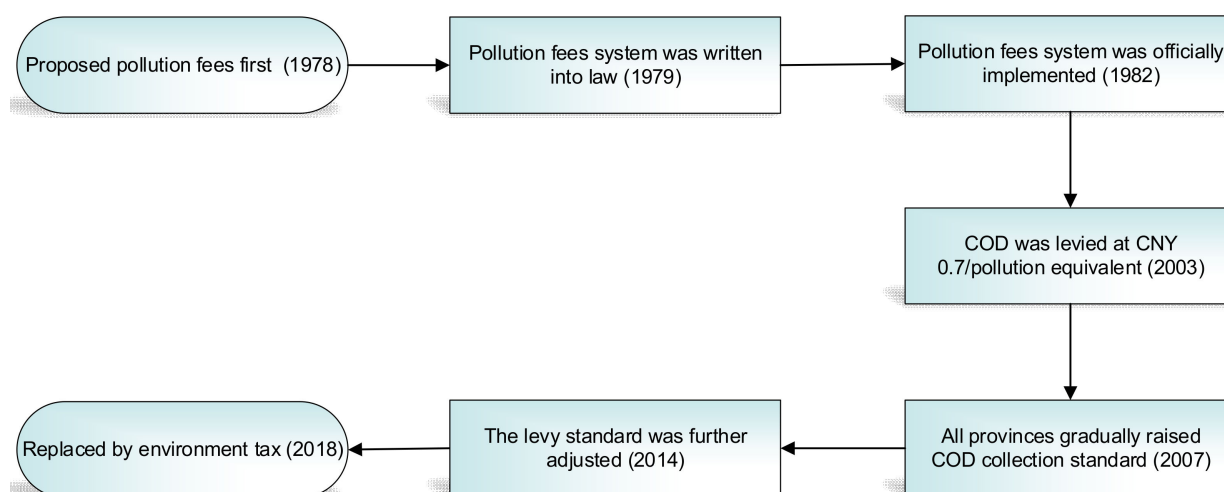 Proposed pollution fees first (1978)
Pollution fees system was written
into law (1979)
Pollution fees system was officially
implemented (1982)
COD was levied at CNY
0.7/pollution equivalent (2003)
All provinces gradually raised
COD collection standard (2007)
The levy standard was further
adjusted (2014)
Replaced by environment tax (2018)